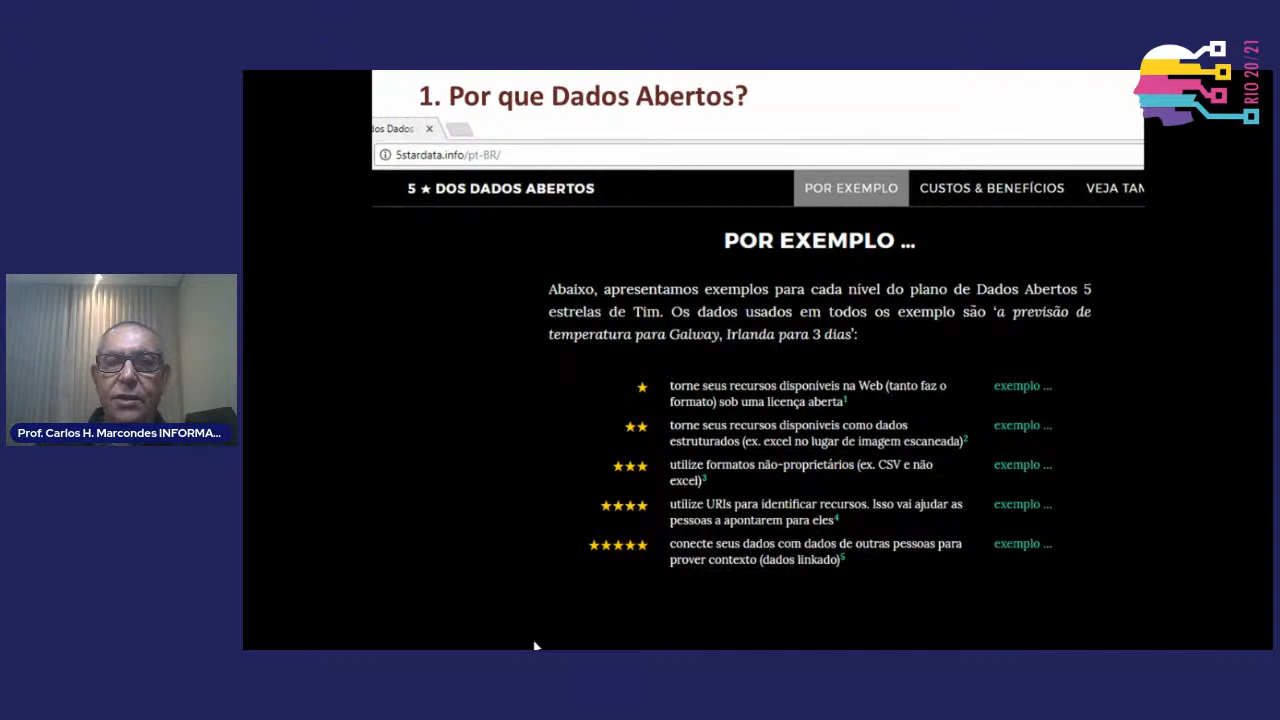 RIO 20/21
1. Por que Dados Abertos?
dos Dados
5stardata.info/pt-BR/
5 ★ DOS DADOS ABERTOS
POR EXEMPLO
CUSTOS & BENEFÍCIOS
VEJA TAM
POR EXEMPLO ...
Abaixo, apresentamos exemplos para cada nível do plano de Dados Abertos 5
estrelas de Tim. Os dados usados em todos os exemplo são ‘a previsão de
temperatura para Galway, Irlanda para 3 dias’:
★ torne seus recursos disponíveis na Web (tanto faz o exemplo ...
formato) sob uma licença aberta¹
★★ torne seus recursos disponíveis como dados exemplo ...
estruturados (ex. excel no lugar de imagem escaneada)²
★★★ utilize formatos não-proprietários (ex. CSV e não exemplo ...
excel)³
★★★★ utilize URIs para identificar recursos. Isso vai ajudar as exemplo ...
pessoas a apontarem para eles⁴
★★★★★ conecte seus dados com dados de outras pessoas para exemplo ...
prover contexto (dados linkado)⁵
Prof. Carlos H. Marcondes INFORMA...